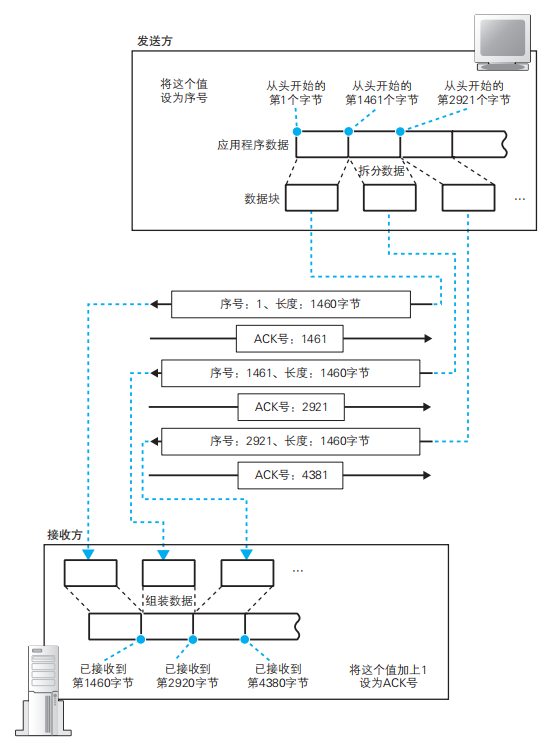 发送方
将这个值
设为序号
从头开始的
第1个字节
从头开始的
第1461个字节
从头开始的
第2921个字节
应用程序数据
拆分数据
数据块
...
序号：1、长度：1460字节
ACK号：1461
序号：1461、长度：1460字节
ACK号：2921
序号：2921、长度：1460字节
ACK号：4381
接收方
...
组装数据
已接收到
第1460字节
已接收到
第2920字节
已接收到
第4380字节
将这个值加上1
设为ACK号